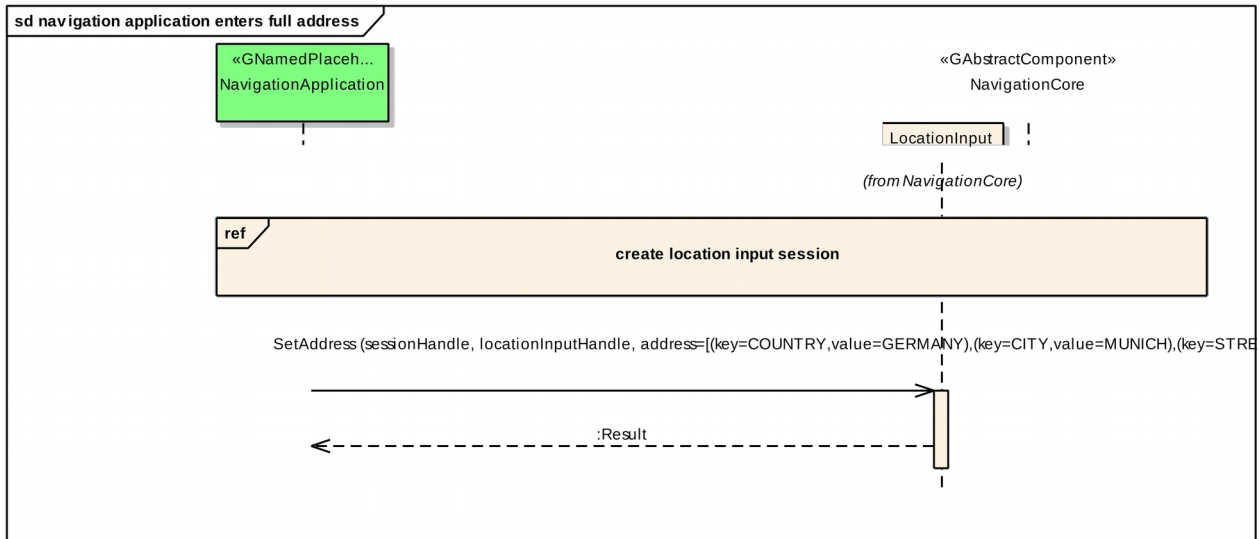 sd navigation application enters full address
«GNamedPlaceh...
NavigationApplication
«GAbstractComponent»
NavigationCore
LocationInput
(from NavigationCore)
ref
create location input session
SetAddress (sessionHandle, locationInputHandle, address=[(key=COUNTRY,value=GERMANY),(key=CITY,value=MUNICH),(key=STRE
:Result